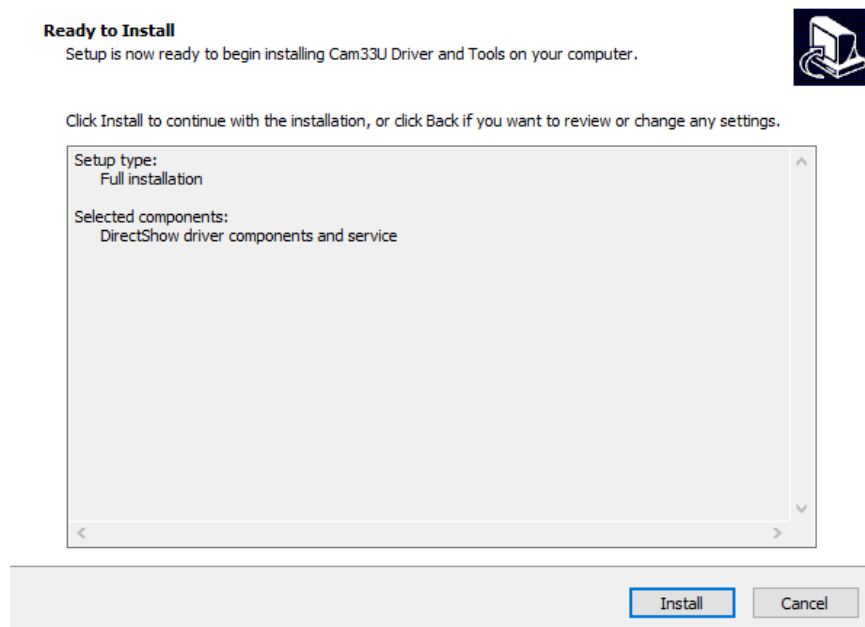 Ready to Install
Setup is now ready to begin installing Cam33U Driver and Tools on your computer.
Click Install to continue with the installation, or click Back if you want to review or change any settings.
Setup type:
Full installation
Selected components:
DirectShow driver components and service
Install
Cancel